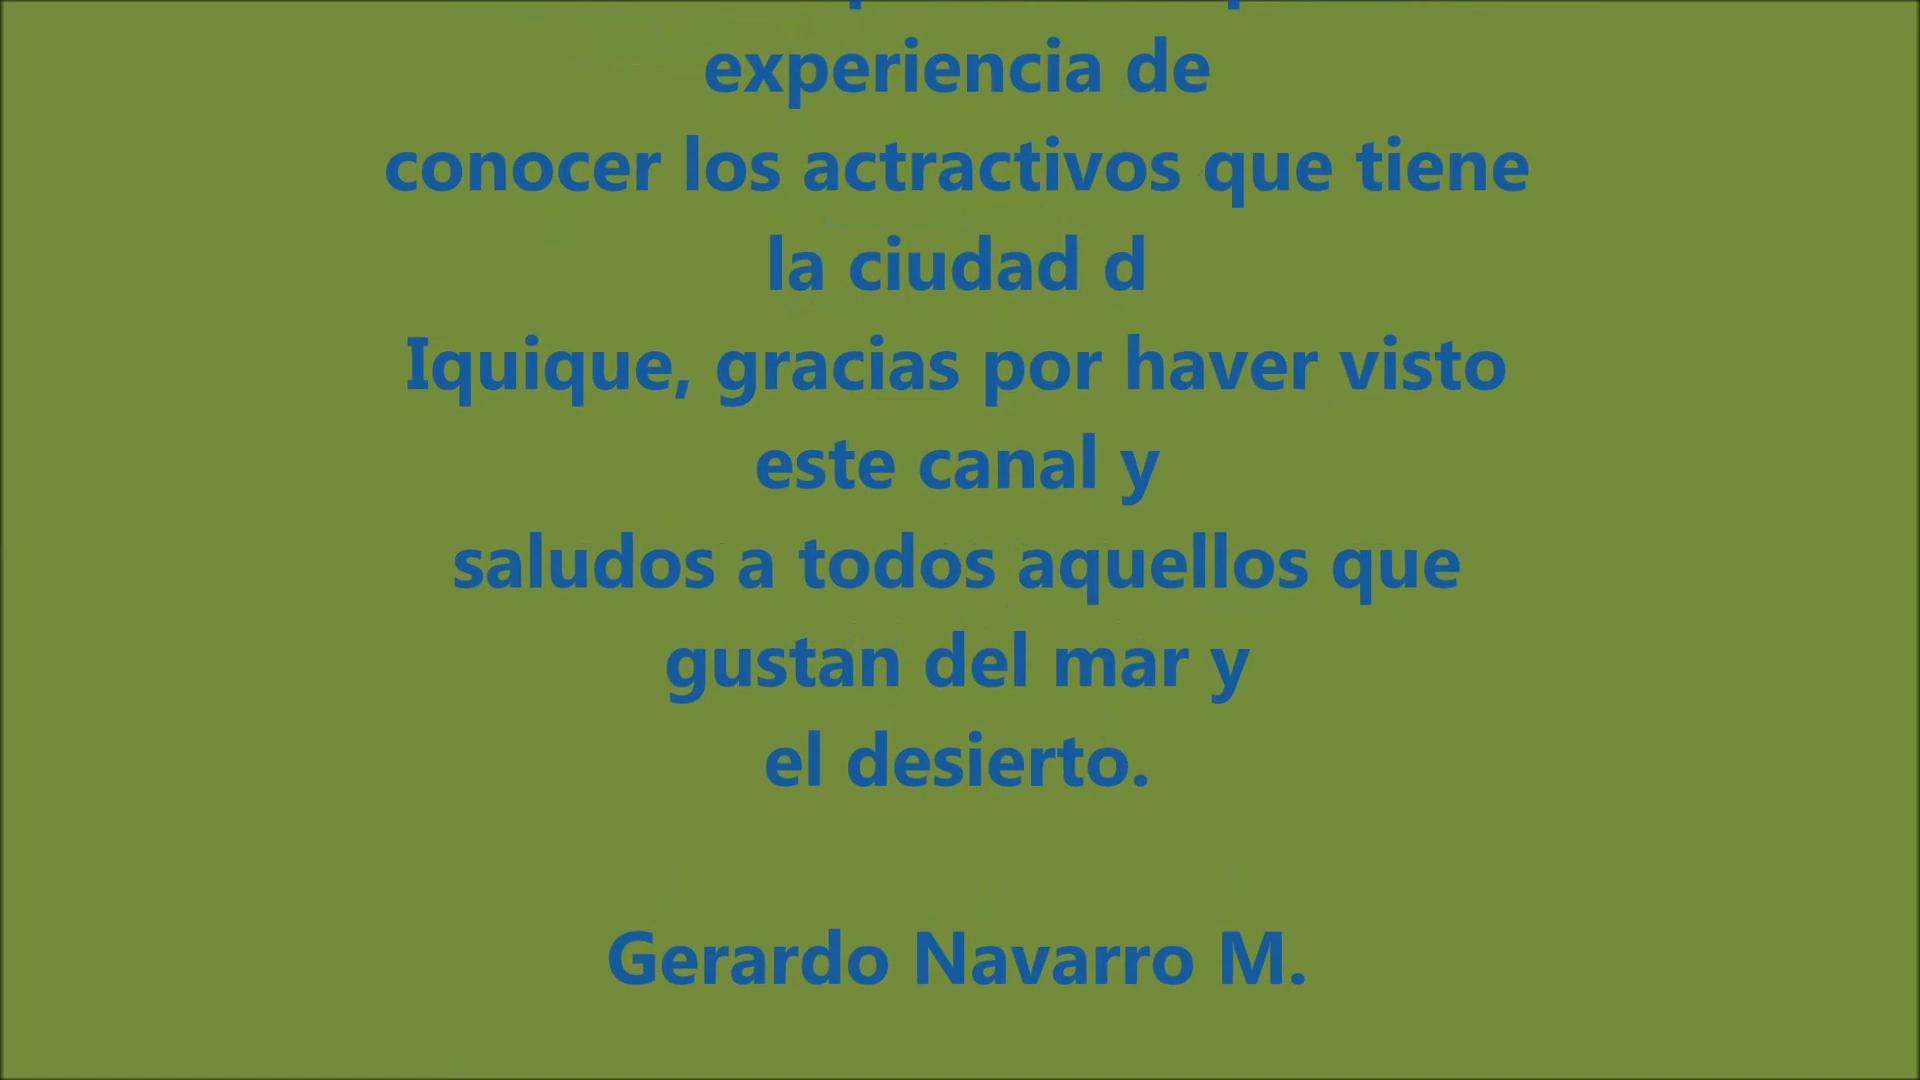 experiencia de
conocer los actractivos que tiene
la ciudad d
Iquique, gracias por haver visto
este canal y
saludos a todos aquellos que
gustan del mar y
el desierto.
Gerardo Navarro M.